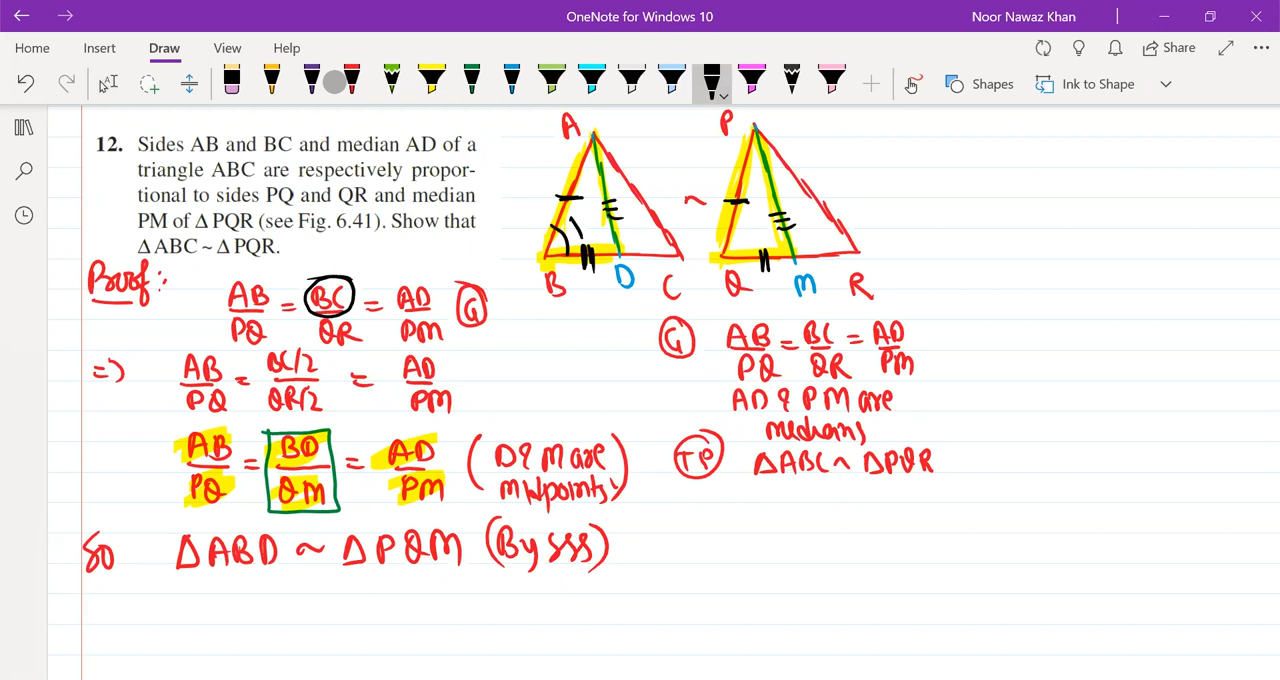 OneNote for Windows 10
Noor Nawaz Khan
Home Insert Draw View Help
Share
Shapes
Ink to Shape
12. Sides AB and BC and median AD of a
triangle ABC are respectively propor-
tional to sides PQ and QR and median
PM of Δ PQR (see Fig. 6.41). Show that
Δ ABC ~ Δ PQR.
A
B D C
~
P
Q M R
Proof:
AB/PQ = BC/QR = AD/PM G
=> AB/PQ = BC/2/QR/2 = AD/PM
AB/PQ = BD/QM = AD/PM (D & M are
midpoints)
So Δ ABD ~ Δ PQM (By SSS)
G AB/PQ = BC/QR = AD/PM
AD & PM are
medians
TP Δ ABC ~ Δ PQR